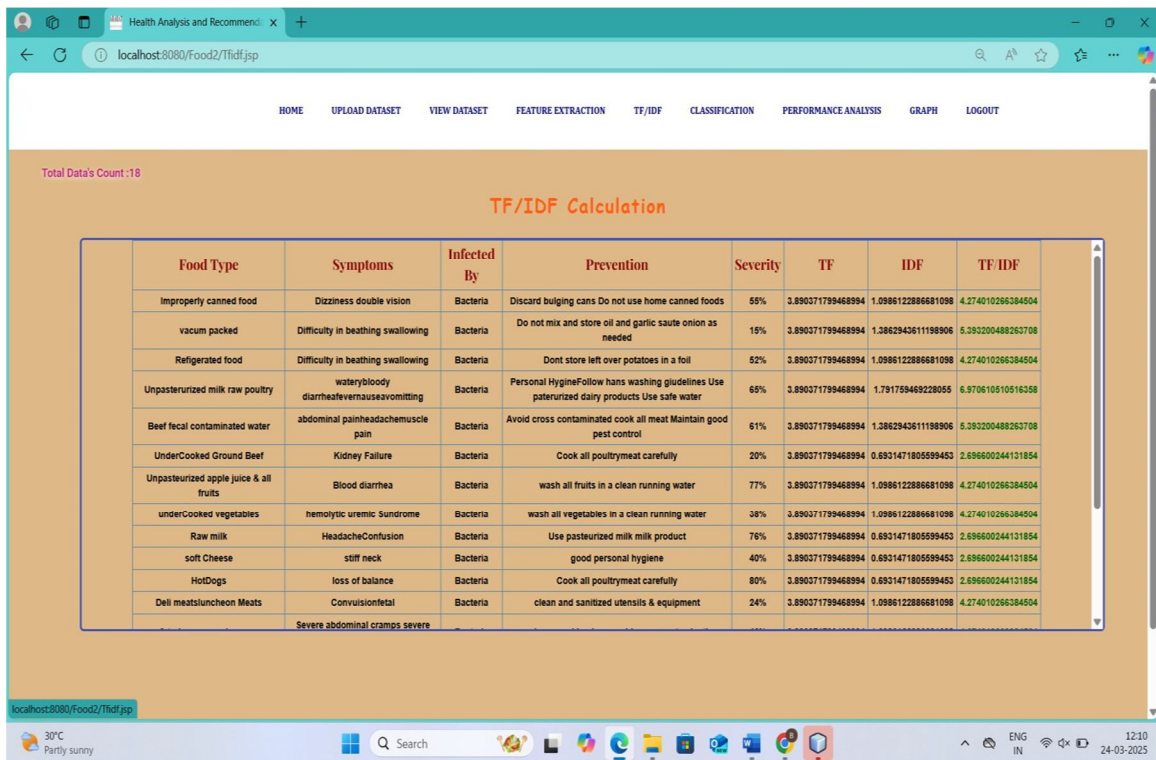 Health Analysis and Recommend
localhost:8080/Food2/Tfidf.jsp
HOME UPLOAD DATASET VIEW DATASET FEATURE EXTRACTION TF/IDF CLASSIFICATION PERFORMANCE ANALYSIS GRAPH LOGOUT
Total Data's Count :18
TF/IDF Calculation
Food Type Symptoms Infected By Prevention Severity TF IDF TF/IDF
Improperly canned food Dizziness double vision Bacteria Discard bulging cans Do not use home canned foods 55% 3.890371799468994 1.0986122886681098 4.274010266384504
vacum packed Difficulty in beathing swallowing Bacteria Do not mix and store oil and garlic saute onion as needed 15% 3.890371799468994 1.3862943611198906 5.393200488263708
Refigerated food Difficulty in beathing swallowing Bacteria Dont store left over potatoes in a foil 52% 3.890371799468994 1.0986122886681098 4.274010266384504
Unpasterurized milk raw poultry waterybloody diarrheafevernauseavomitting Bacteria Personal HygineFollow hans washing giudelines Use paterurized dairy products Use safe water 65% 3.890371799468994 1.791759469228055 6.970610510516358
Beef fecal contaminated water abdominal painheadachemuscle pain Bacteria Avoid cross contaminated cook all meat Maintain good pest control 61% 3.890371799468994 1.3862943611198906 5.393200488263708
UnderCooked Ground Beef Kidney Failure Bacteria Cook all poultrymeat carefully 20% 3.890371799468994 0.6931471805599453 2.696600244131854
Unpasteurized apple juice & all fruits Blood diarrhea Bacteria wash all fruits in a clean running water 77% 3.890371799468994 1.0986122886681098 4.274010266384504
underCooked vegetables hemolytic uremic Sundrome Bacteria wash all vegetables in a clean running water 38% 3.890371799468994 1.0986122886681098 4.274010266384504
Raw milk HeadacheConfusion Bacteria Use pasteurized milk milk product 76% 3.890371799468994 0.6931471805599453 2.696600244131854
soft Cheese stiff neck Bacteria good personal hygiene 40% 3.890371799468994 0.6931471805599453 2.696600244131854
HotDogs loss of balance Bacteria Cook all poultrymeat carefully 80% 3.890371799468994 0.6931471805599453 2.696600244131854
Deli meatsluncheon Meats Convuisionfetal Bacteria clean and sanitized utensils & equipment 24% 3.890371799468994 1.0986122886681098 4.274010266384504
Severe abdominal cramps severe
localhost:8080/Food2/Tfidf.jsp
30°C
Partly sunny
Search
ENG
IN
12:10
24-03-2025